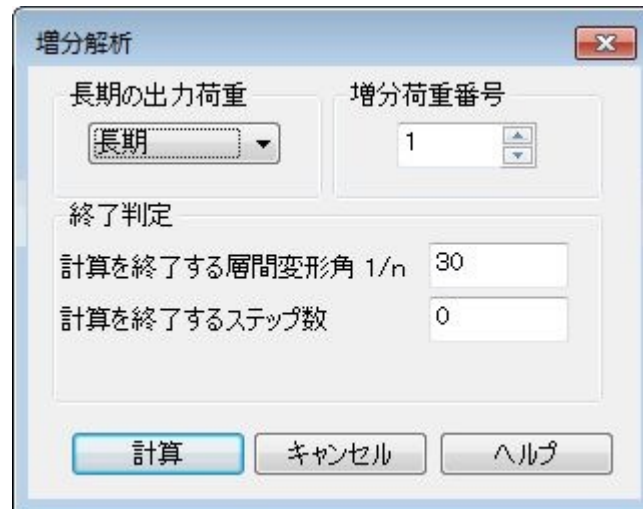 増分解析
長期の出力荷重
増分荷重番号
長期
1
終了判定
計算を終了する層間変形角 1/n
30
計算を終了するステップ数
0
計算
キャンセル
ヘルプ